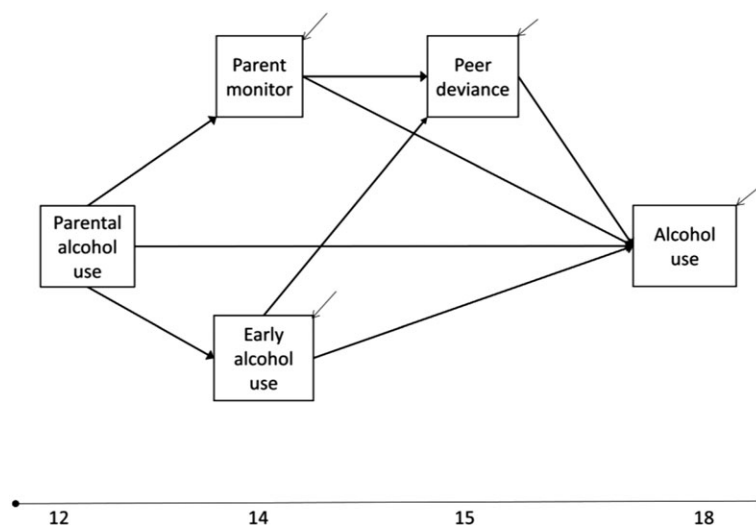 Parent
monitor
Peer
deviance
Parental
alcohol
use
Alcohol
use
Early
alcohol
use
12
14
15
18